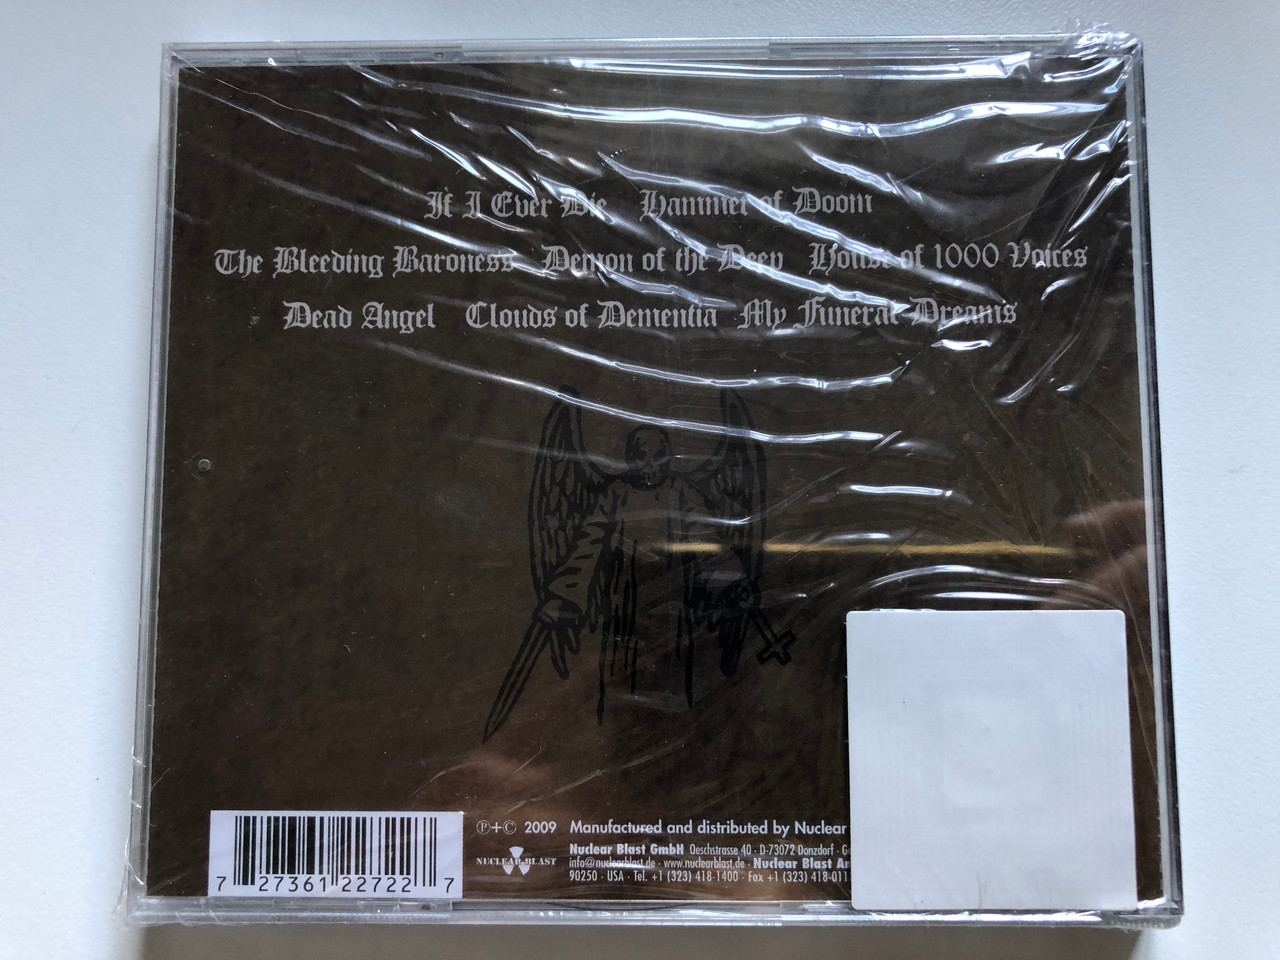 If I Ever Die   Hammer of Doom
The Bleeding Baroness   Demon of the Deep   House of 1000 Voices
Dead Angel   Clouds of Dementia   My Funeral Dreams
℗+© 2009 Manufactured and distributed by Nuclear
NUCLEAR BLAST
Nuclear Blast GmbH Oeschstrasse 40 · D-73072 Donzdorf ·
info@nuclearblast.de · www.nuclearblast.de · Nuclear Blast
90250 · USA · Tel. +1 (323) 418-1400 · Fax +1 (323)
7 27361 22722 7